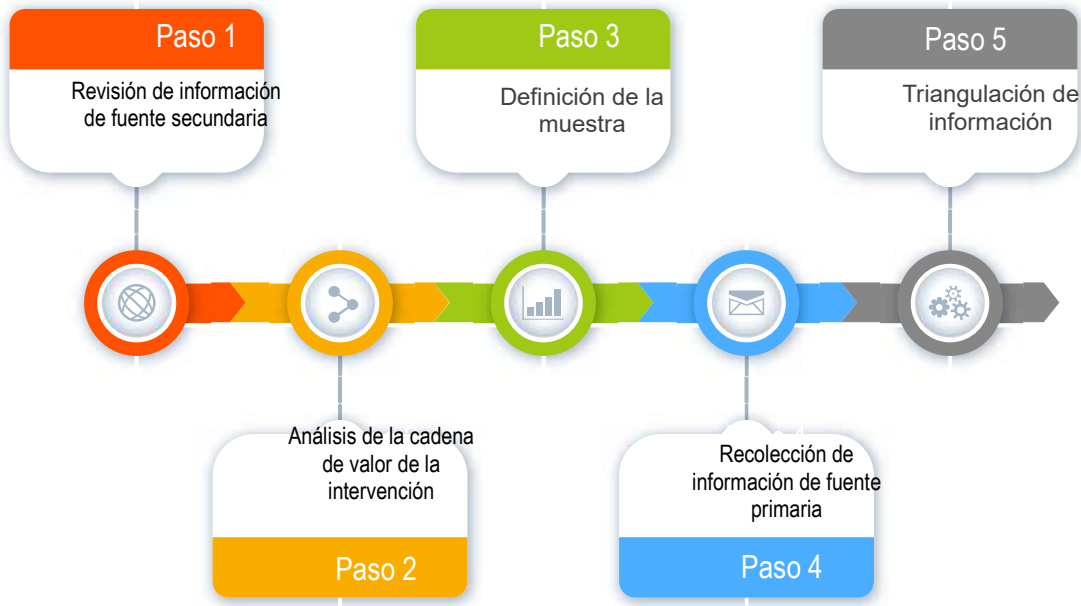 Paso 1
Revisión de información
de fuente secundaria
Análisis de la cadena
de valor de la
intervención
Paso 2
Paso 3
Definición de la
muestra
Recolección de
información de fuente
primaria
Paso 4
Paso 5
Triangulación de
información